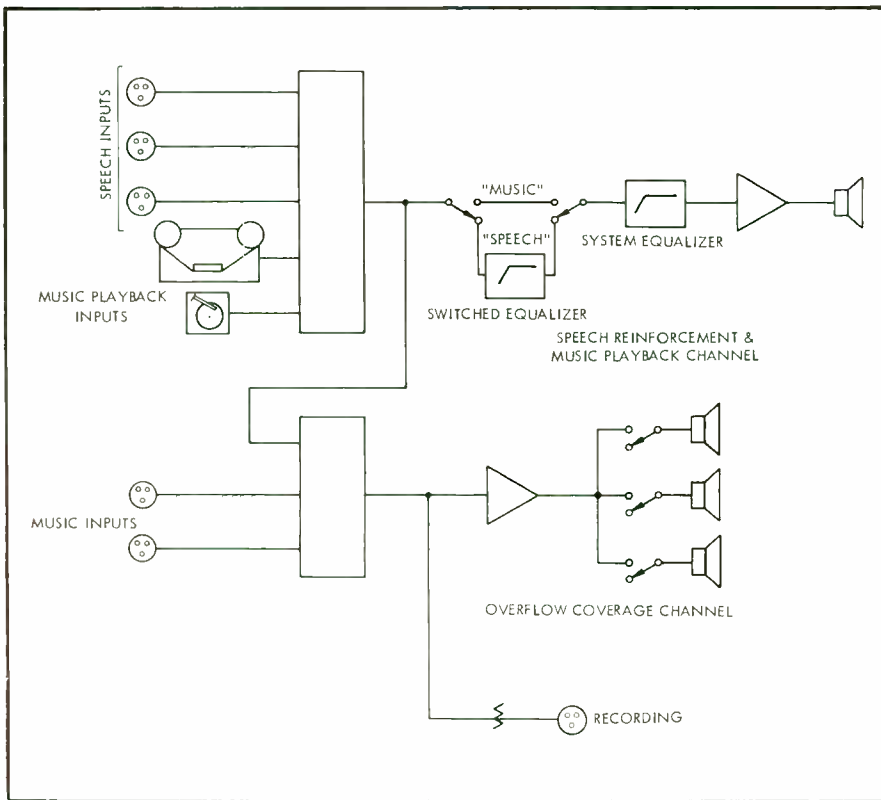 SPEECH INPUTS
MUSIC PLAYBACK
INPUTS
"MUSIC"
"SPEECH"
SWITCHED EQUALIZER
SYSTEM EQUALIZER
SPEECH REINFORCEMENT &
MUSIC PLAYBACK CHANNEL
MUSIC INPUTS
OVERFLOW COVERAGE CHANNEL
RECORDING